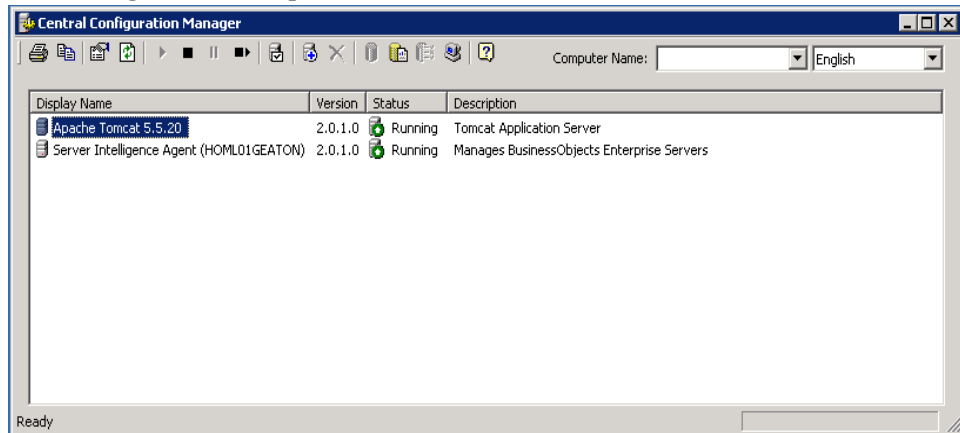 Central Configuration Manager
Computer Name: English
Display Name Version Status Description
Apache Tomcat 5.5.20 2.0.1.0 Running Tomcat Application Server
Server Intelligence Agent (HOML01GEATON) 2.0.1.0 Running Manages BusinessObjects Enterprise Servers
Ready